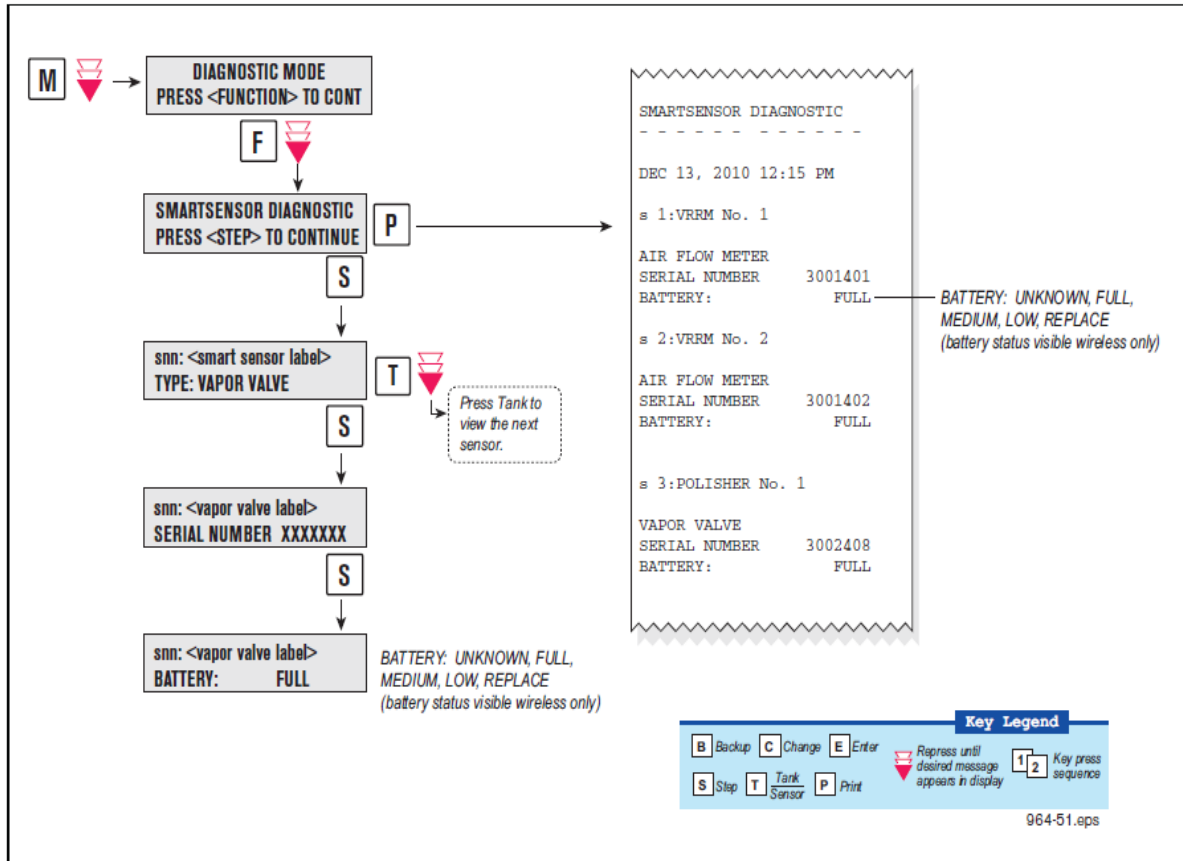 M
DIAGNOSTIC MODE
PRESS <FUNCTION> TO CONT
F
SMARTSENSOR DIAGNOSTIC
PRESS <STEP> TO CONTINUE
P
S
snn: <smart sensor label>
TYPE: VAPOR VALVE
T
Press Tank to
view the next
sensor.
S
snn: <vapor valve label>
SERIAL NUMBER XXXXXXX
S
snn: <vapor valve label>
BATTERY: FULL
BATTERY: UNKNOWN, FULL,
MEDIUM, LOW, REPLACE
(battery status visible wireless only)
SMARTSENSOR DIAGNOSTIC
- - - - - - - - - - - -
DEC 13, 2010 12:15 PM
s 1:VRRM No. 1
AIR FLOW METER
SERIAL NUMBER 3001401
BATTERY: FULL
s 2:VRRM No. 2
AIR FLOW METER
SERIAL NUMBER 3001402
BATTERY: FULL
s 3:POLISHER No. 1
VAPOR VALVE
SERIAL NUMBER 3002408
BATTERY: FULL
BATTERY: UNKNOWN, FULL,
MEDIUM, LOW, REPLACE
(battery status visible wireless only)
Key Legend
B Backup C Change E Enter
S Step T Tank
Sensor P Print
Repress until
desired message
appears in display
1 2 Key press
sequence
964-51.eps